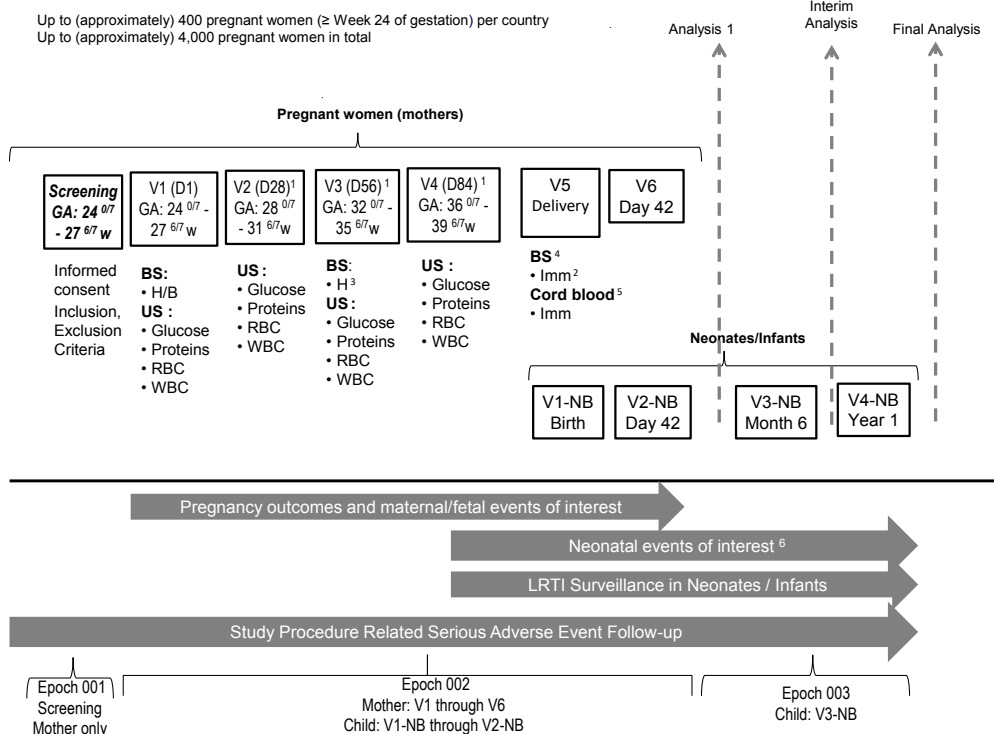 Up to (approximately) 400 pregnant women (≥ Week 24 of gestation) per country
Up to (approximately) 4,000 pregnant women in total
Analysis 1
Interim
Analysis
Final Analysis
Pregnant women (mothers)
Screening
GA: 24 0/7
- 27 6/7 w
V1 (D1)
GA: 24 0/7 -
27 6/7 w
V2 (D28)1
GA: 28 0/7
- 31 6/7w
V3 (D56) 1
GA: 32 0/7 -
35 6/7w
V4 (D84) 1
GA: 36 0/7 -
39 6/7w
V5
Delivery
V6
Day 42
Informed
consent
Inclusion,
Exclusion
Criteria
BS:
• H/B
US :
• Glucose
• Proteins
• RBC
• WBC
US :
• Glucose
• Proteins
• RBC
• WBC
BS:
• H3
US :
• Glucose
• Proteins
• RBC
• WBC
US :
• Glucose
• Proteins
• RBC
• WBC
BS 4
• Imm2
Cord blood 5
• Imm
Neonates/Infants
V1-NB
Birth
V2-NB
Day 42
V3-NB
Month 6
V4-NB
Year 1
Pregnancy outcomes and maternal/fetal events of interest
Neonatal events of interest 6
LRTI Surveillance in Neonates / Infants
Study Procedure Related Serious Adverse Event Follow-up
Epoch 001
Screening
Mother only
Epoch 002
Mother: V1 through V6
Child: V1-NB through V2-NB
Epoch 003
Child: V3-NB